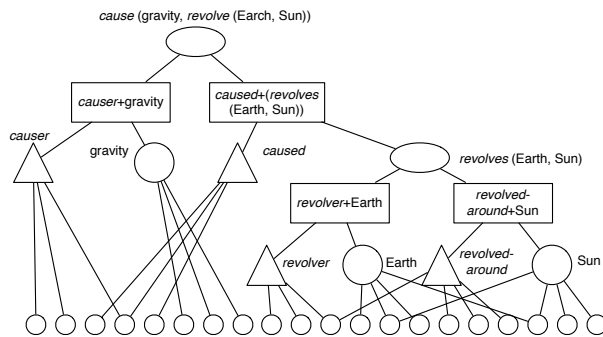 cause (gravity, revolve (Earch, Sun))
causer+gravity
caused+(revolves
(Earth, Sun))
causer
gravity
caused
revolves (Earth, Sun)
revolver+Earth
revolved-
around+Sun
revolver
Earth
revolved-
around
Sun